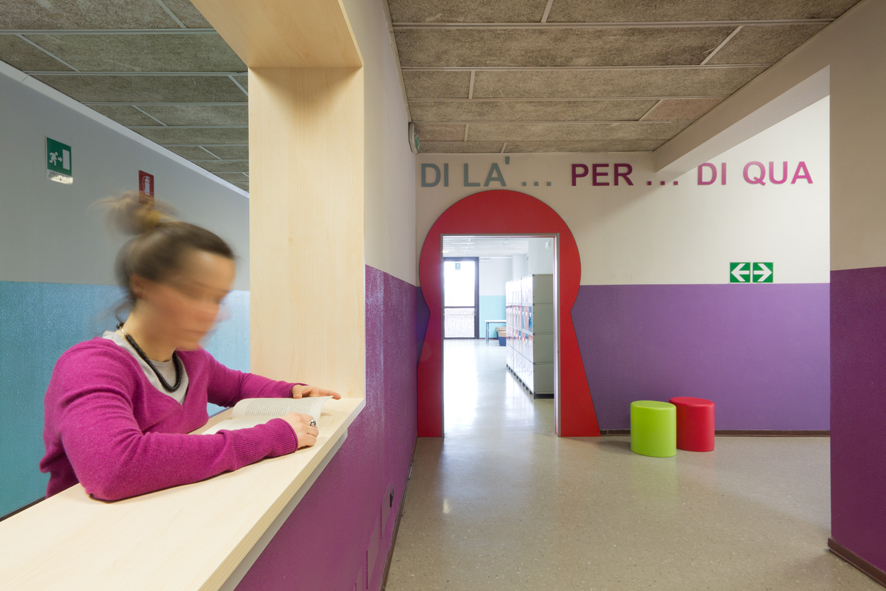 DI LA' ... PER ... DI QUA